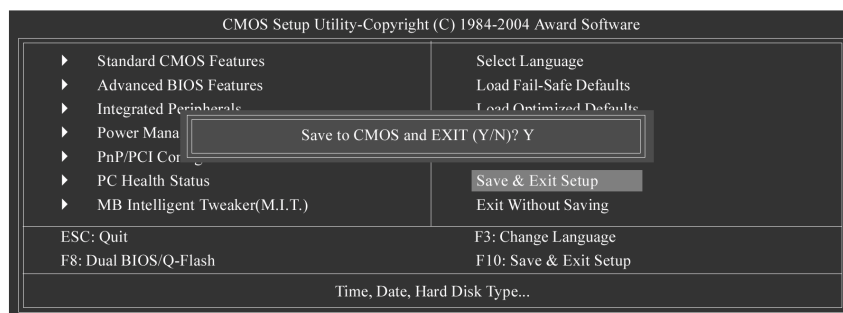 CMOS Setup Utility-Copyright (C) 1984-2004 Award Software
Standard CMOS Features
Advanced BIOS Features
Integrated Peripherals
Power Mana
PnP/PCI
PC Health Status
MB Intelligent Tweaker(M.I.T.)
Select Language
Load Fail-Safe Defaults
Load Optimized Defaults
Save & Exit Setup
Exit Without Saving
Save to CMOS and EXIT (Y/N)? Y
ESC: Quit
F3: Change Language
F8: Dual BIOS/Q-Flash
F10: Save & Exit Setup
Time, Date, Hard Disk Type...